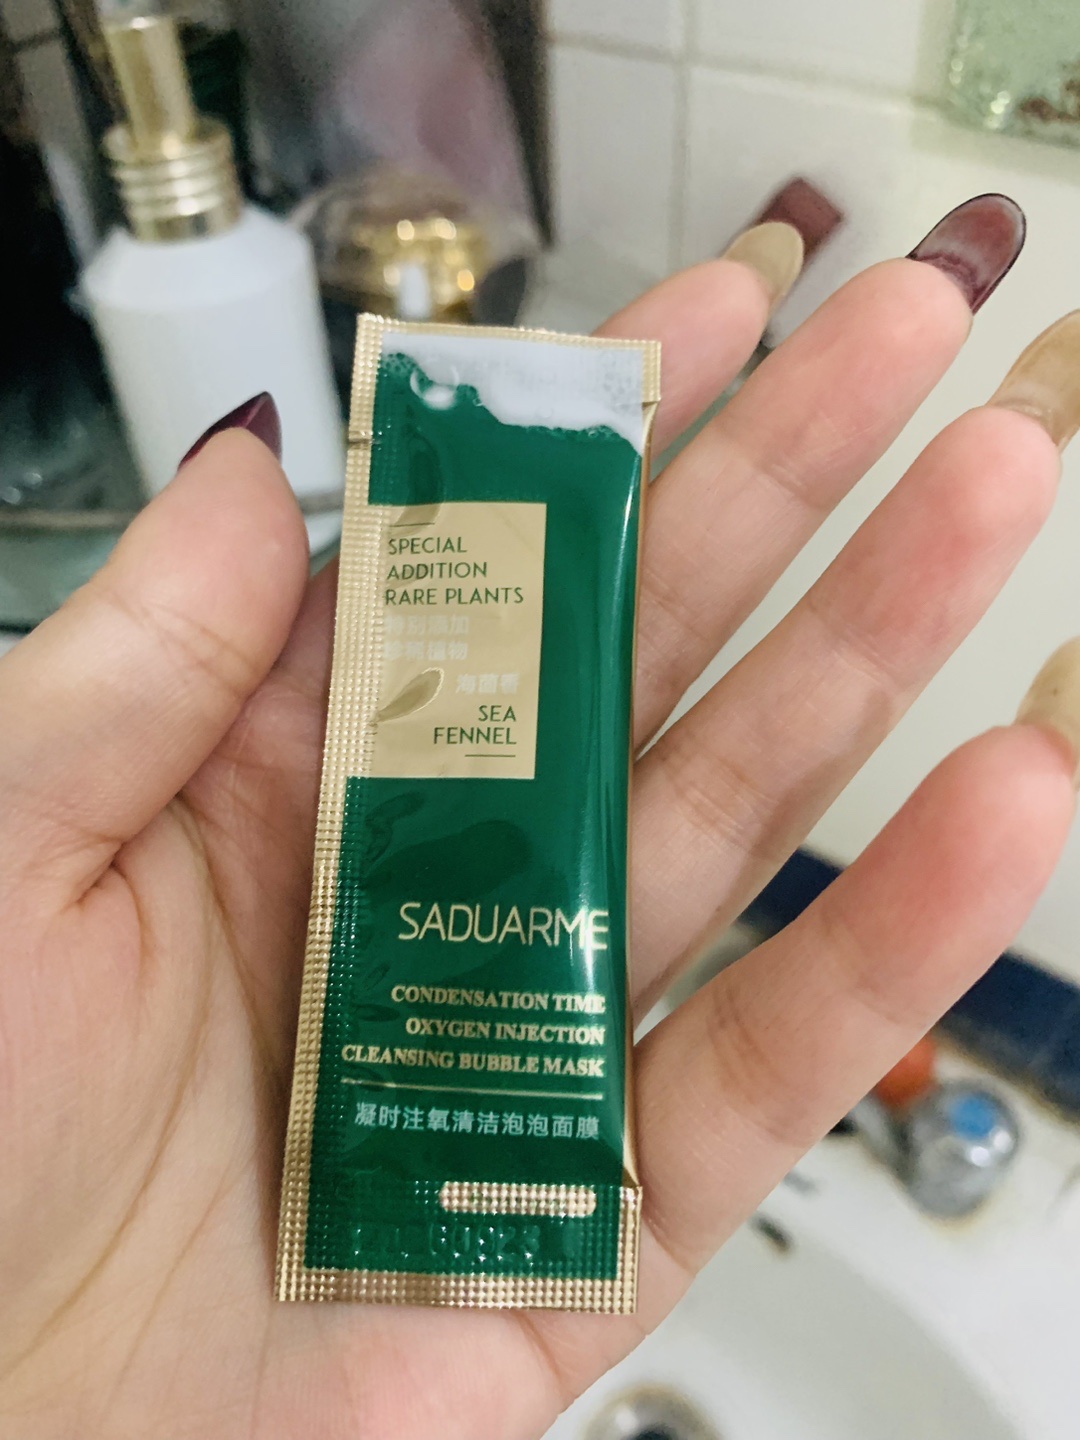 SPECIAL
ADDITION
RARE PLANTS
特别添加
珍稀植物
海茴香
SEA
FENNEL
SADUARME
CONDENSATION TIME
OXYGEN INJECTION
CLEANSING BUBBLE MASK
凝时注氧清洁泡泡面膜